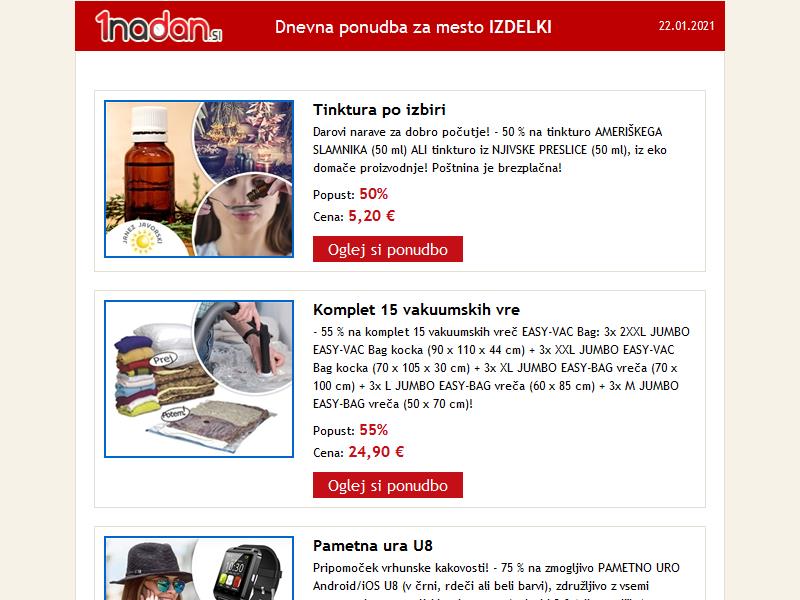 1nadan.si
Dnevna ponudba za mesto IZDELKI
22.01.2021
Tinktura po izbiri
Darovi narave za dobro počutje! - 50 % na tinkturo AMERIŠKEGA
SLAMNIKA (50 ml) ALI tinkturo iz NJIVSKE PRESLICE (50 ml), iz eko
domače proizvodnje! Poštnina je brezplačna!
Popust: 50%
Cena: 5,20 €
Oglej si ponudbo
JANEZ JAVORSKI
Komplet 15 vakuumskih vre
- 55 % na komplet 15 vakuumskih vreč EASY-VAC Bag: 3x 2XXL JUMBO
EASY-VAC Bag kocka (90 x 110 x 44 cm) + 3x XXL JUMBO EASY-VAC
Bag kocka (70 x 105 x 30 cm) + 3x XL JUMBO EASY-BAG vreča (70 x
100 cm) + 3x L JUMBO EASY-BAG vreča (60 x 85 cm) + 3x M JUMBO
EASY-BAG vreča (50 x 70 cm)!
Popust: 55%
Cena: 24,90 €
Oglej si ponudbo
Prej
Potem!
Pametna ura U8
Pripomoček vrhunske kakovosti! - 75 % na zmogljivo PAMETNO URO
Android/iOS U8 (v črni, rdeči ali beli barvi), združljivo z vsemi
10:30